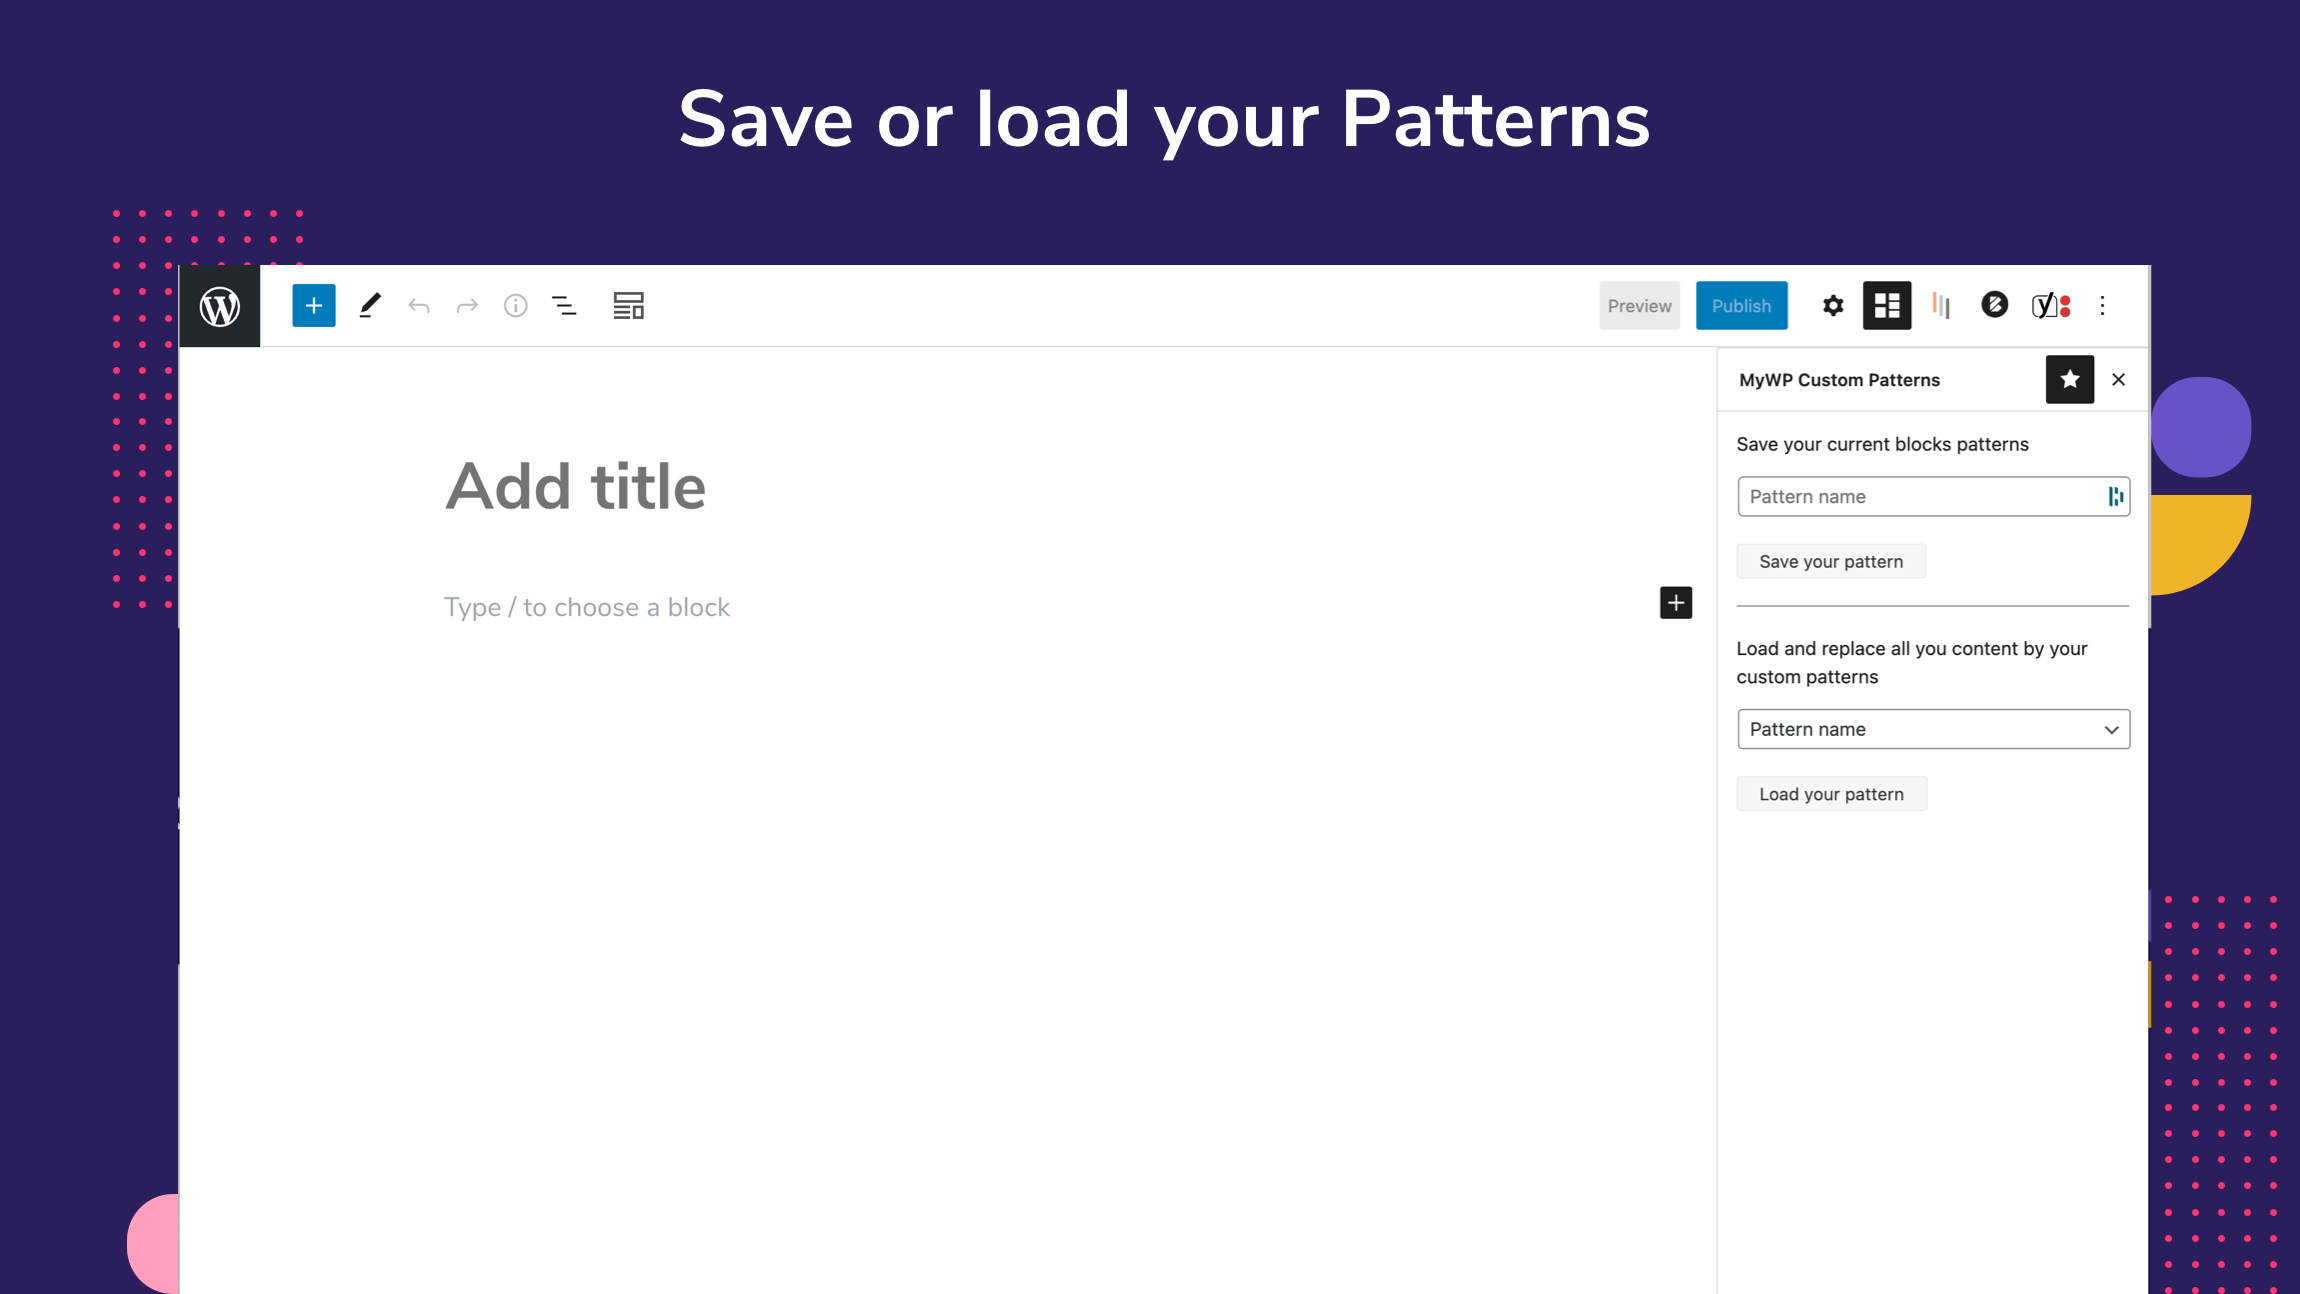 Save or load your Patterns
Preview
Publish
MyWP Custom Patterns
Save your current blocks patterns
Pattern name
Save your pattern
Add title
Type / to choose a block
Load and replace all you content by your
custom patterns
Pattern name
Load your pattern